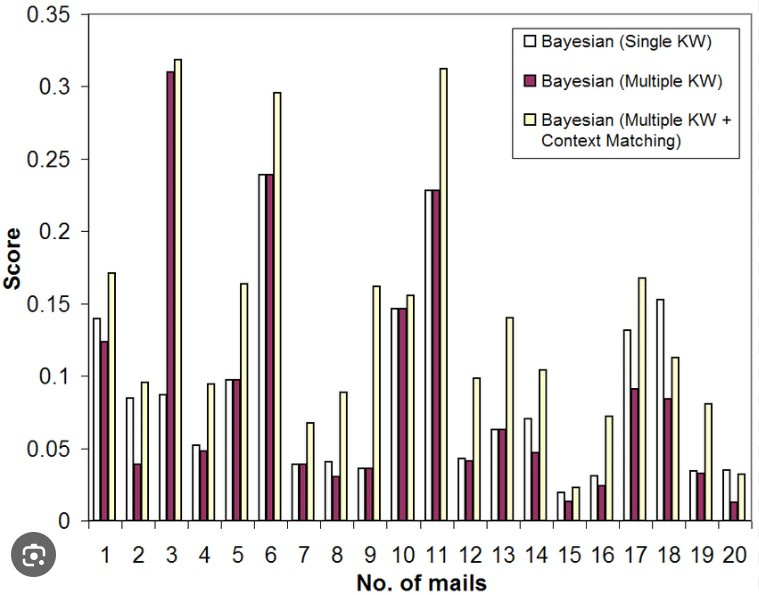 0.35
0.3
0.25
0.2
0.15
0.1
0.05
0
Score
Bayesian (Single KW)
Bayesian (Multiple KW)
Bayesian (Multiple KW +
Context Matching)
1 2 3 4 5 6 7 8 9 10 11 12 13 14 15 16 17 18 19 20
No. of mails